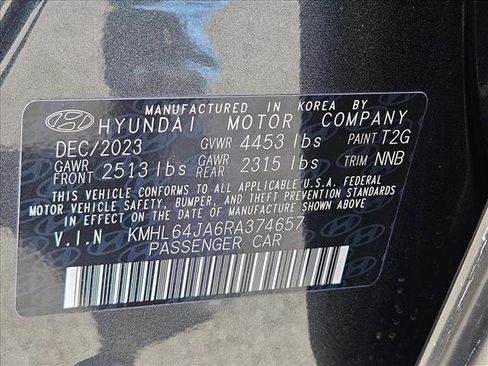 MANUFACTURED IN KOREA BY
HYUNDAI MOTOR COMPANY
DEC/2023 GVWR 4453 lbs PAINT T2G
GAWR FRONT 2513 lbs GAWR REAR 2315 lbs TRIM NNB
THIS VEHICLE CONFORMS TO ALL APPLICABLE U.S.A. FEDERAL
MOTOR VEHICLE SAFETY, BUMPER, AND THEFT PREVENTION STANDARDS
IN EFFECT ON THE DATE OF MANUFACTURE SHOWN ABOVE.
V.I.N KMHL64JA6RA374657
PASSENGER CAR